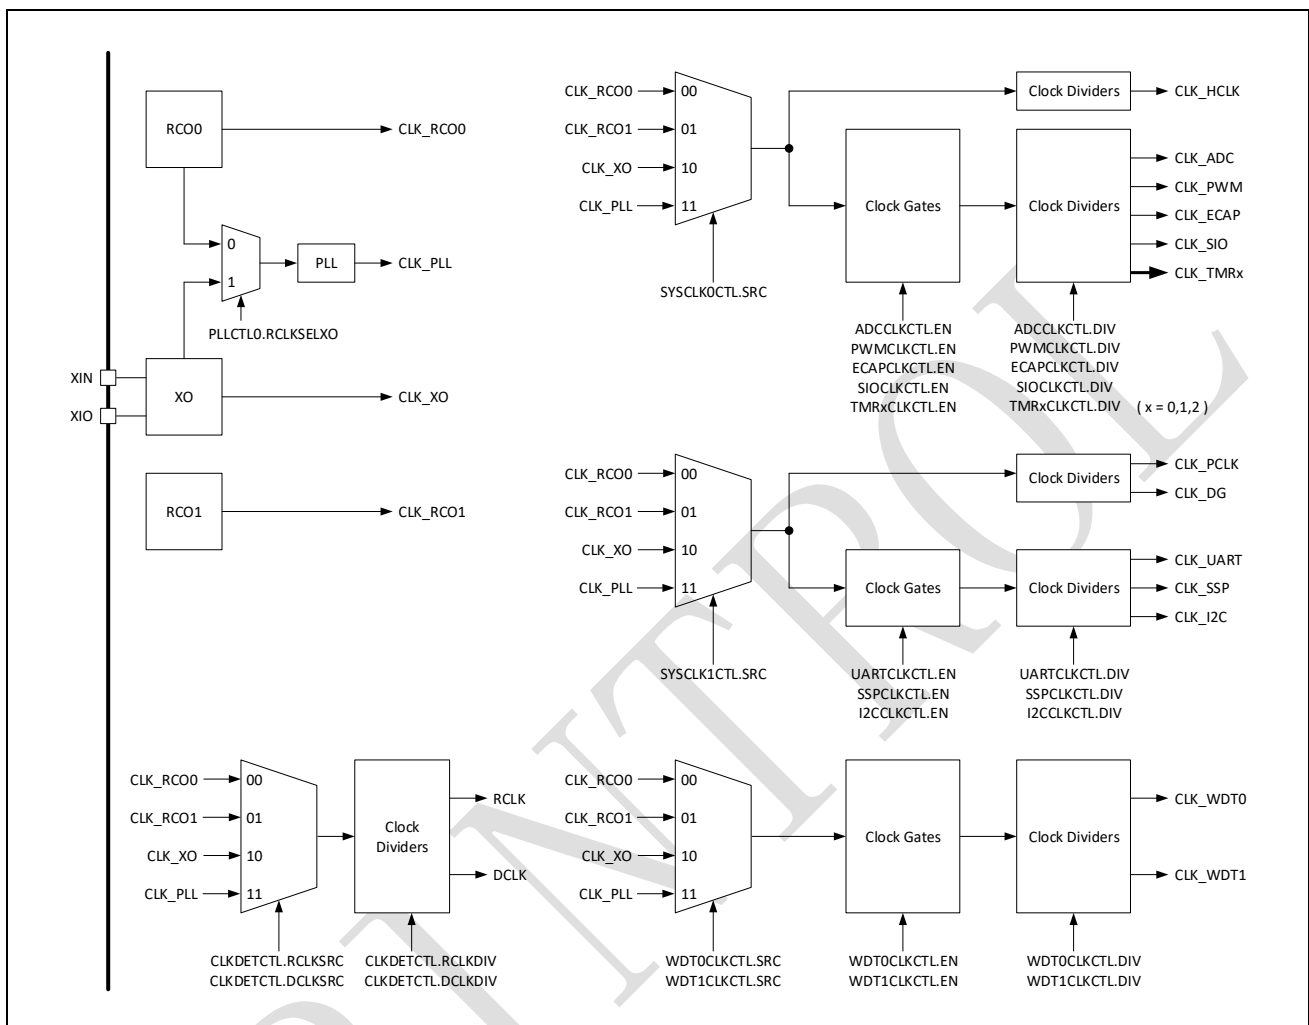 RCO0
CLK_RCO0
0
1
PLL
CLK_PLL
PLLCTL0.RCLKSELXO
XIN
XIO
XO
CLK_XO
RCO1
CLK_RCO1
CLK_RCO0
CLK_RCO1
CLK_XO
CLK_PLL
00
01
10
11
SYSCLK0CTL.SRC
Clock Dividers
CLK_HCLK
Clock Gates
Clock Dividers
CLK_ADC
CLK_PWM
CLK_ECAP
CLK_SIO
CLK_TMRx
ADCCLKCTL.EN
PWMCLKCTL.EN
ECAPCLKCTL.EN
SIOCLKCTL.EN
TMRxCLKCTL.EN
ADCCLKCTL.DIV
PWMCLKCTL.DIV
ECAPCLKCTL.DIV
SIOCLKCTL.DIV
TMRxCLKCTL.DIV ( x = 0,1,2 )
CLK_RCO0
CLK_RCO1
CLK_XO
CLK_PLL
00
01
10
11
SYSCLK1CTL.SRC
Clock Dividers
CLK_PCLK
CLK_DG
Clock Gates
Clock Dividers
CLK_UART
CLK_SSP
CLK_I2C
UARTCLKCTL.EN
SSPCLKCTL.EN
I2CCLKCTL.EN
UARTCLKCTL.DIV
SSPCLKCTL.DIV
I2CCLKCTL.DIV
CLK_RCO0
CLK_RCO1
CLK_XO
CLK_PLL
00
01
10
11
Clock
Dividers
RCLK
DCLK
CLKDETCTL.RCLKSRC
CLKDETCTL.DCLKSRC
CLKDETCTL.RCLKDIV
CLKDETCTL.DCLKDIV
CLK_RCO0
CLK_RCO1
CLK_XO
CLK_PLL
00
01
10
11
Clock Gates
Clock Dividers
CLK_WDT0
CLK_WDT1
WDT0CLKCTL.SRC
WDT1CLKCTL.SRC
WDT0CLKCTL.EN
WDT1CLKCTL.EN
WDT0CLKCTL.DIV
WDT1CLKCTL.DIV